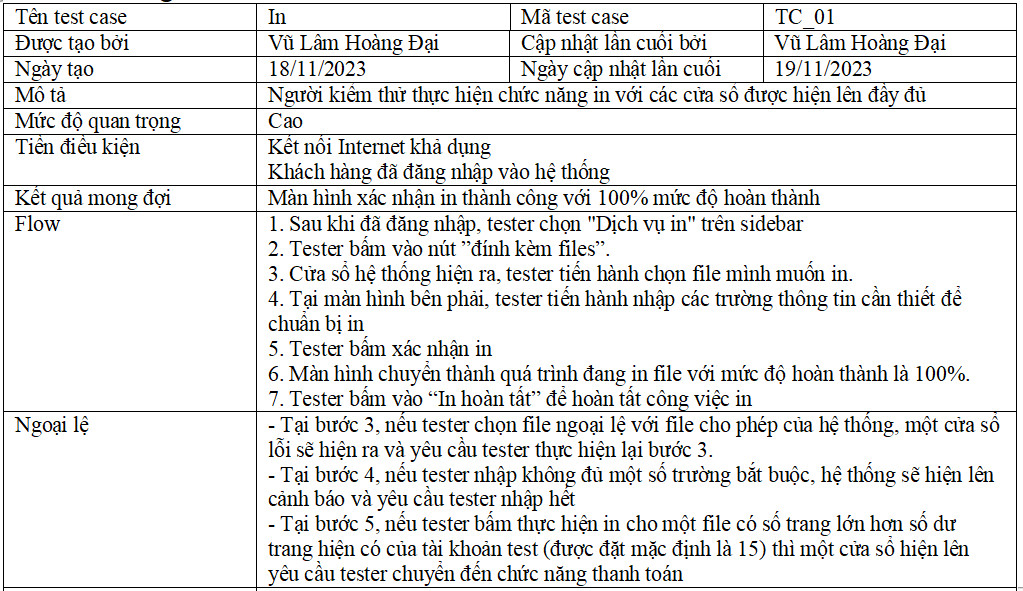 Tên test case In Mã test case TC_01
Được tạo bởi Vũ Lâm Hoàng Đại Cập nhật lần cuối bởi Vũ Lâm Hoàng Đại
Ngày tạo 18/11/2023 Ngày cập nhật lần cuối 19/11/2023
Mô tả Người kiểm thử thực hiện chức năng in với các cửa sổ được hiện lên đầy đủ
Mức độ quan trọng Cao
Tiền điều kiện Kết nối Internet khả dụng
Khách hàng đã đăng nhập vào hệ thống
Kết quả mong đợi Màn hình xác nhận in thành công với 100% mức độ hoàn thành
Flow 1. Sau khi đã đăng nhập, tester chọn "Dịch vụ in" trên sidebar
2. Tester bấm vào nút ”đính kèm files”.
3. Cửa sổ hệ thống hiện ra, tester tiến hành chọn file mình muốn in.
4. Tại màn hình bên phải, tester tiến hành nhập các trường thông tin cần thiết để
chuẩn bị in
5. Tester bấm xác nhận in
6. Màn hình chuyển thành quá trình đang in file với mức độ hoàn thành là 100%.
7. Tester bấm vào “In hoàn tất” để hoàn tất công việc in
Ngoại lệ - Tại bước 3, nếu tester chọn file ngoại lệ với file cho phép của hệ thống, một cửa sổ
lỗi sẽ hiện ra và yêu cầu tester thực hiện lại bước 3.
- Tại bước 4, nếu tester nhập không đủ một số trường bắt buộc, hệ thống sẽ hiện lên
cảnh báo và yêu cầu tester nhập hết
- Tại bước 5, nếu tester bấm thực hiện in cho một file có số trang lớn hơn số dư
trang hiện có của tài khoản test (được đặt mặc định là 15) thì một cửa sổ hiện lên
yêu cầu tester chuyển đến chức năng thanh toán